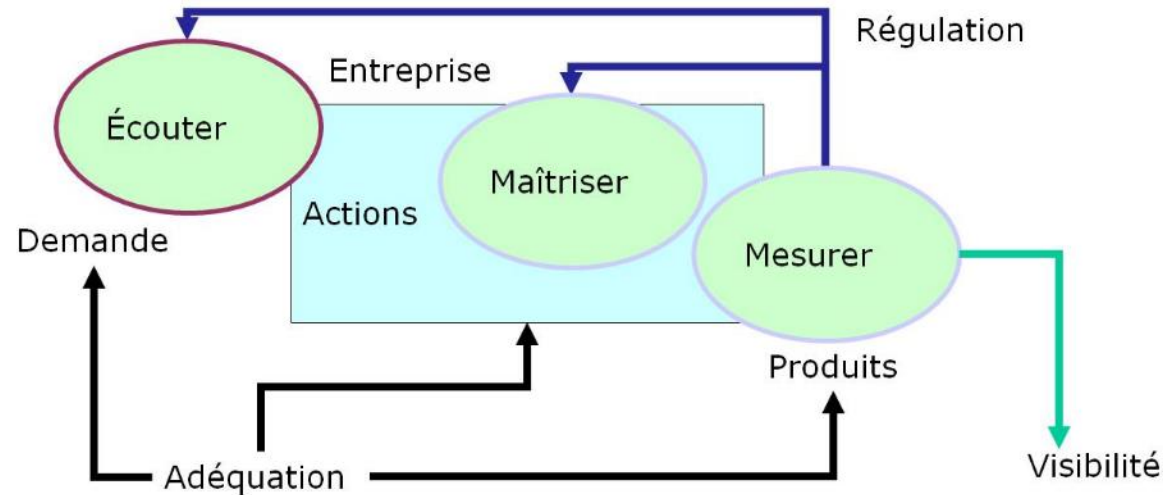 Régulation
Entreprise
Écouter
Maîtriser
Actions
Demande
Mesurer
Produits
Adéquation
Visibilité